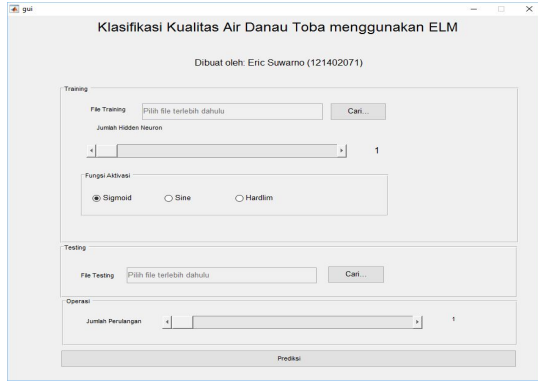 gui
Klasifikasi Kualitas Air Danau Toba menggunakan ELM
Dibuat oleh: Eric Suwarno (121402071)
Training
File Training Pilih file terlebih dahulu Cari...
Jumlah Hidden Neuron
1
Fungsi Aktivasi
Sigmoid Sine Hardlim
Testing
File Testing Pilih file terlebih dahulu Cari...
Operasi
Jumlah Perulangan 1
Prediksi